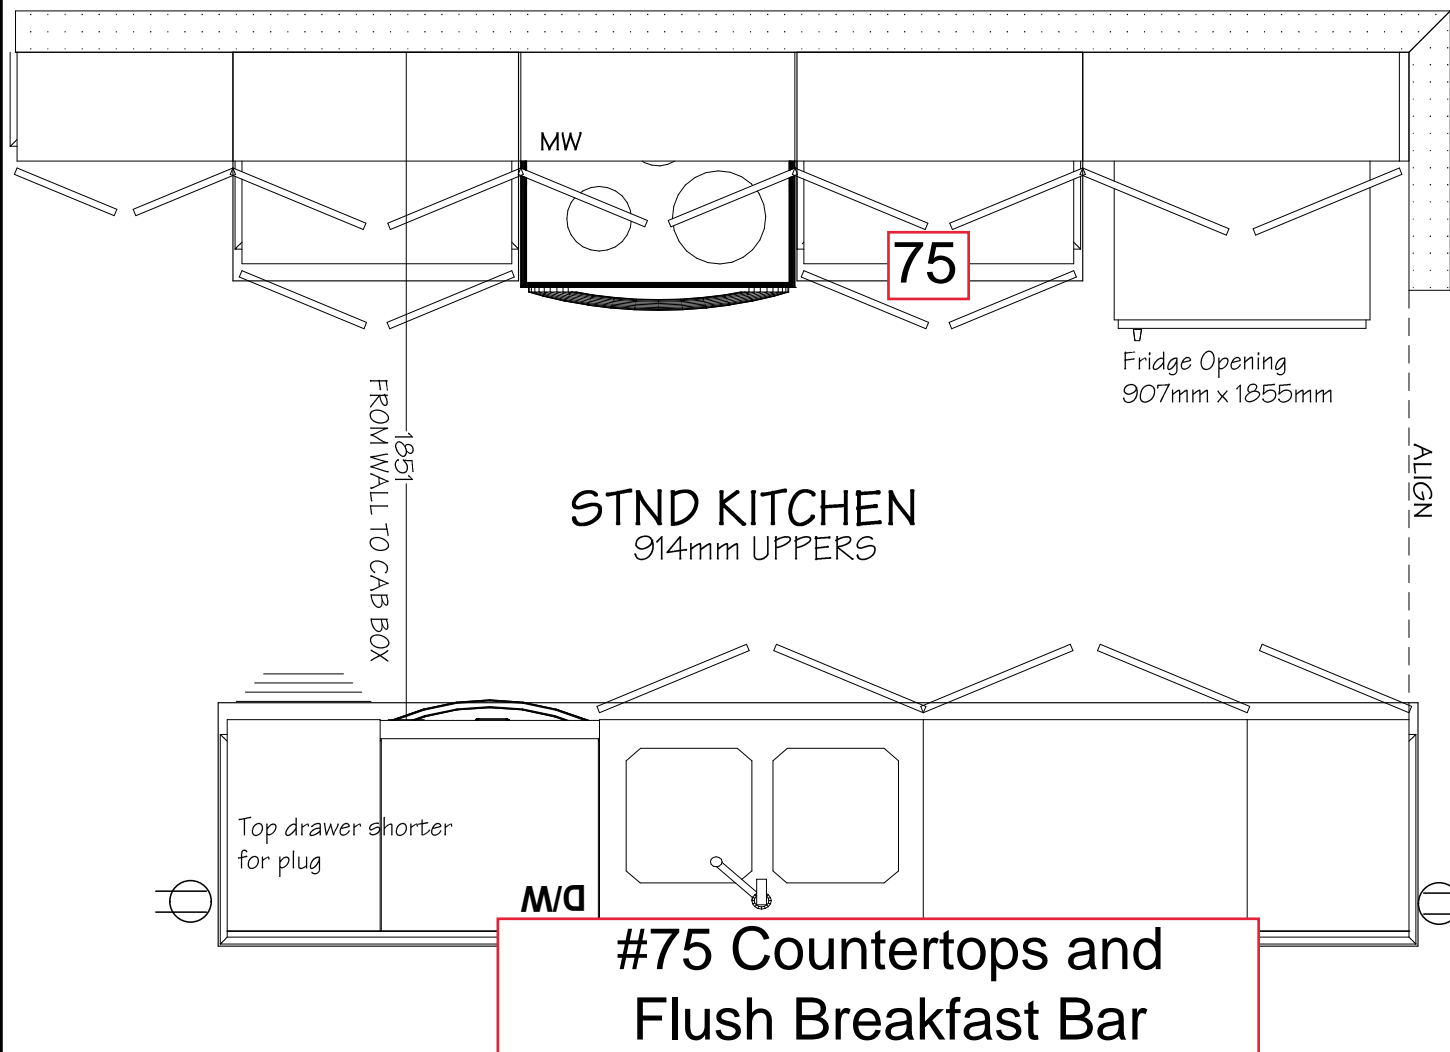 MW
75
Fridge Opening
907mm x 1855mm
1851
FROM WALL TO CAB BOX
ALIGN
STND KITCHEN
914mm UPPERS
Top drawer shorter
for plug
D/W
#75 Countertops and
Flush Breakfast Bar